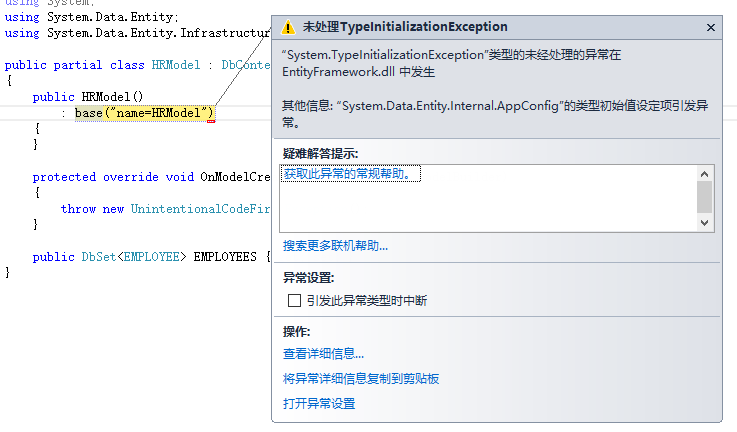 using System;
using System.Data.Entity;
using System.Data.Entity.Infrastructur
public partial class HRModel : DbConte
{
public HRModel()
: base("name=HRModel")
{
}
protected override void OnModelCre
{
throw new UnintentionalCodeFir
}
public DbSet<EMPLOYEE> EMPLOYEES {
}
未处理TypeInitializationException
“System.TypeInitializationException”类型的未经处理的异常在
EntityFramework.dll 中发生
其他信息: “System.Data.Entity.Internal.AppConfig”的类型初始值设定项引发异
常。
疑难解答提示:
获取此异常的常规帮助。
搜索更多联机帮助...
异常设置:
引发此异常类型时中断
操作:
查看详细信息...
将异常详细信息复制到剪贴板
打开异常设置